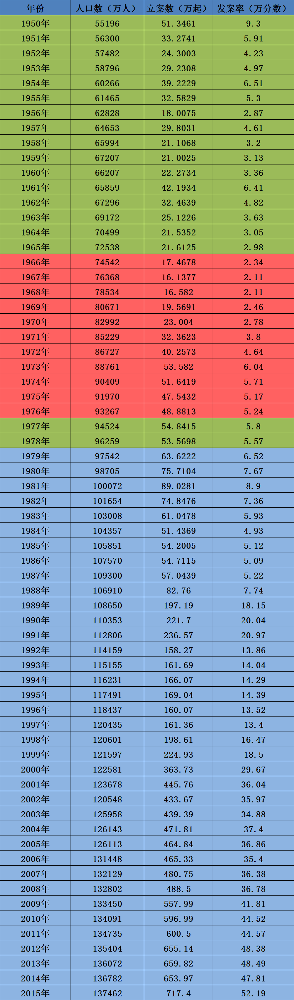 年份 人口数（万人） 立案数（万起） 发案率（万分数）
1950年 55196 51.3461 9.3
1951年 56300 33.2741 5.91
1952年 57482 24.3003 4.23
1953年 58796 29.2308 4.97
1954年 60266 39.2229 6.51
1955年 61465 32.5829 5.3
1956年 62828 18.0075 2.87
1957年 64653 29.8031 4.61
1958年 65994 21.1068 3.2
1959年 67207 21.0025 3.13
1960年 66207 22.2734 3.36
1961年 65859 42.1934 6.41
1962年 67296 32.4639 4.82
1963年 69172 25.1226 3.63
1964年 70499 21.5352 3.05
1965年 72538 21.6125 2.98
1966年 74542 17.4678 2.34
1967年 76368 16.1377 2.11
1968年 78534 16.582 2.11
1969年 80671 19.5691 2.46
1970年 82992 23.004 2.78
1971年 85229 32.3623 3.8
1972年 86727 40.2573 4.64
1973年 88761 53.582 6.04
1974年 90409 51.6419 5.71
1975年 91970 47.5432 5.17
1976年 93267 48.8813 5.24
1977年 94524 54.8415 5.8
1978年 96259 53.5698 5.57
1979年 97542 63.6222 6.52
1980年 98705 75.7104 7.67
1981年 100072 89.0281 8.9
1982年 101654 74.8476 7.36
1983年 103008 61.0478 5.93
1984年 104357 51.4369 4.93
1985年 105851 54.2005 5.12
1986年 107570 54.7115 5.09
1987年 109300 57.0439 5.22
1988年 106910 82.76 7.74
1989年 108650 197.19 18.15
1990年 110353 221.7 20.04
1991年 112806 236.57 20.97
1992年 114159 158.27 13.86
1993年 115155 161.69 14.04
1994年 116231 166.07 14.29
1995年 117491 169.04 14.39
1996年 118437 160.07 13.52
1997年 120435 161.36 13.4
1998年 120601 198.61 16.47
1999年 121597 224.93 18.5
2000年 122581 363.73 29.67
2001年 123678 445.76 36.04
2002年 120548 433.67 35.97
2003年 125958 439.39 34.88
2004年 126143 471.81 37.4
2005年 126113 464.84 36.86
2006年 131448 465.33 35.4
2007年 132129 480.75 36.38
2008年 132802 488.5 36.78
2009年 133450 557.99 41.81
2010年 134091 596.99 44.52
2011年 134735 600.5 44.57
2012年 135404 655.14 48.38
2013年 136072 659.82 48.49
2014年 136782 653.97 47.81
2015年 137462 717.4 52.19